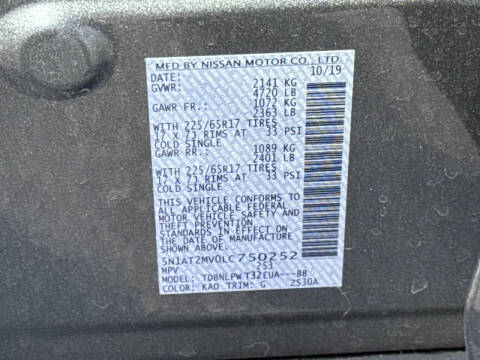 MFD BY NISSAN MOTOR CO., LTD.
DATE: 10/19
GVWR: 2141 KG
4720 LB
GAWR FR: 1072 KG
2363 LB
WITH 225/65R17 TIRES
17 X 7J RIMS AT 33 PSI
COLD SINGLE
GAWR RR: 1089 KG
2401 LB
WITH 225/65R17 TIRES
17 X 7J RIMS AT 33 PSI
COLD SINGLE
THIS VEHICLE CONFORMS TO
ALL APPLICABLE FEDERAL
MOTOR VEHICLE SAFETY AND
THEFT PREVENTION
STANDARDS IN EFFECT ON
THE DATE OF MANUFACTURE
SHOWN ABOVE.
5N1AT2MV0LC750252
MPV 2S3
MODEL: TDBNLPWT32EUA---BB
COLOR: KAD TRIM: G 2S30A